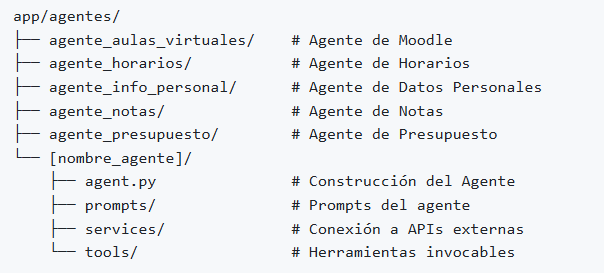 app/agentes/
├── agente_aulas_virtuales/    # Agente de Moodle
├── agente_horarios/           # Agente de Horarios
├── agente_info_personal/      # Agente de Datos Personales
├── agente_notas/              # Agente de Notas
├── agente_presupuesto/        # Agente de Presupuesto
└── [nombre_agente]/
    ├── agent.py               # Construcción del Agente
    ├── prompts/               # Prompts del agente
    ├── services/              # Conexión a APIs externas
    └── tools/                 # Herramientas invocables